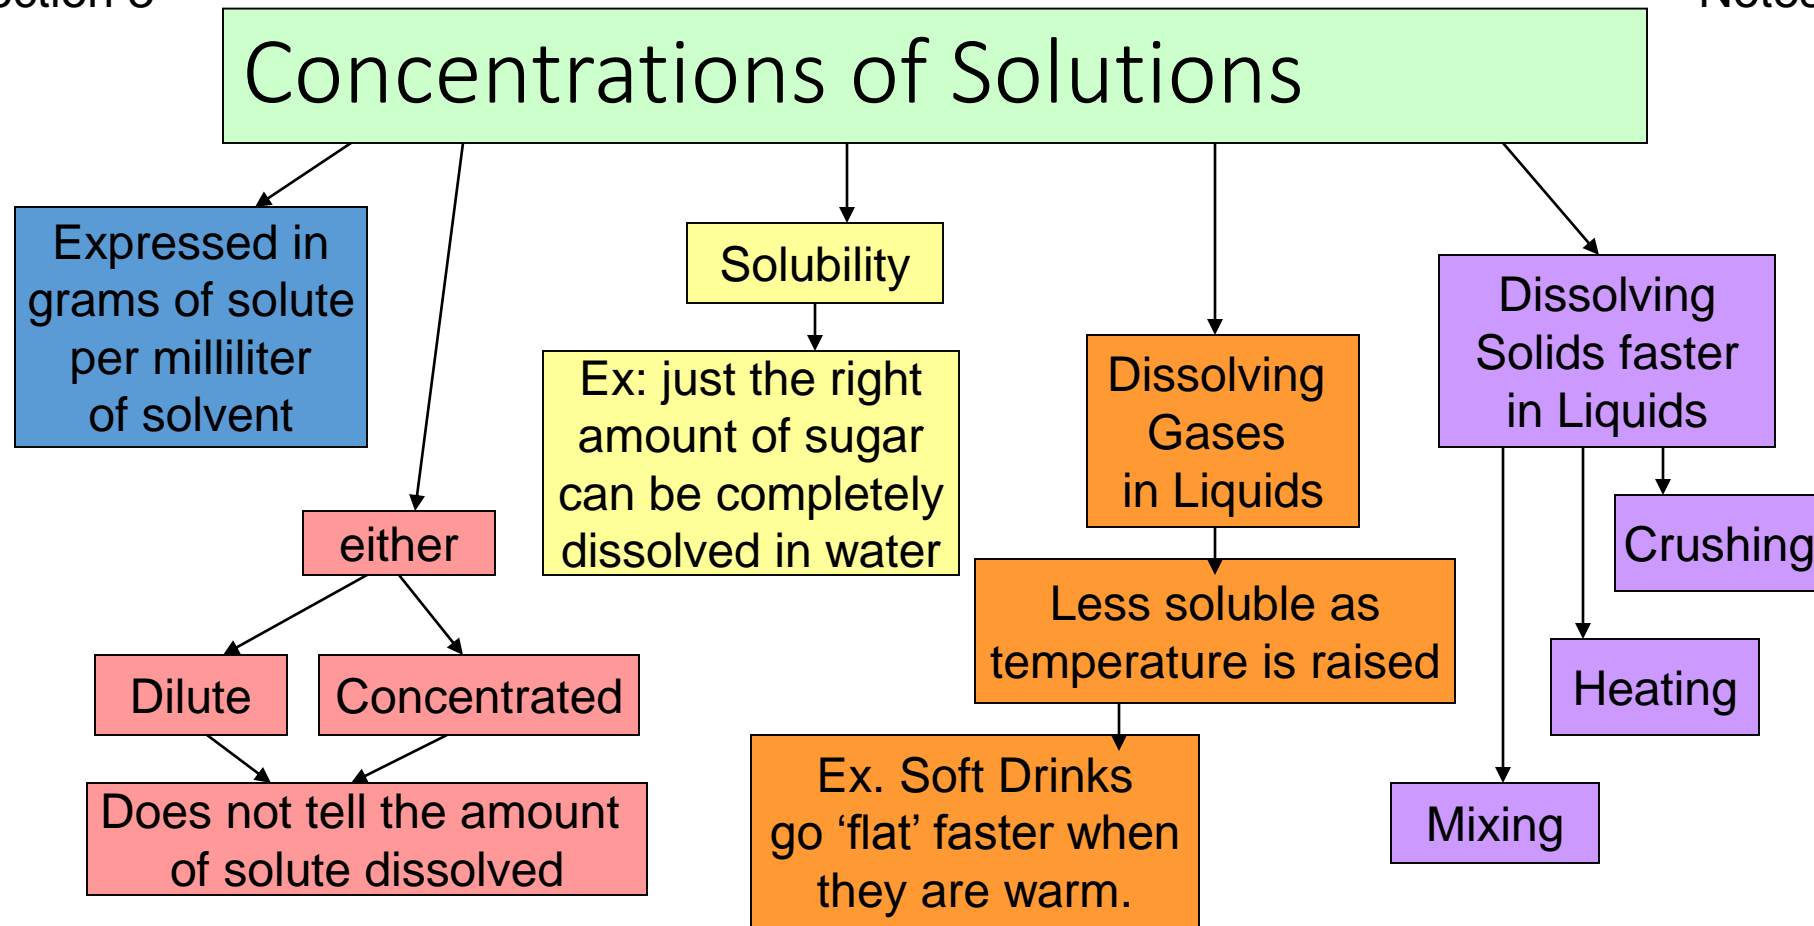 Concentrations of Solutions
Expressed in
grams of solute
per milliliter
of solvent
either
Dilute
Concentrated
Does not tell the amount
of solute dissolved
Solubility
Ex: just the right
amount of sugar
can be completely
dissolved in water
Dissolving
Gases
in Liquids
Less soluble as
temperature is raised
Ex. Soft Drinks
go ‘flat’ faster when
they are warm.
Dissolving
Solids faster
in Liquids
Crushing
Heating
Mixing